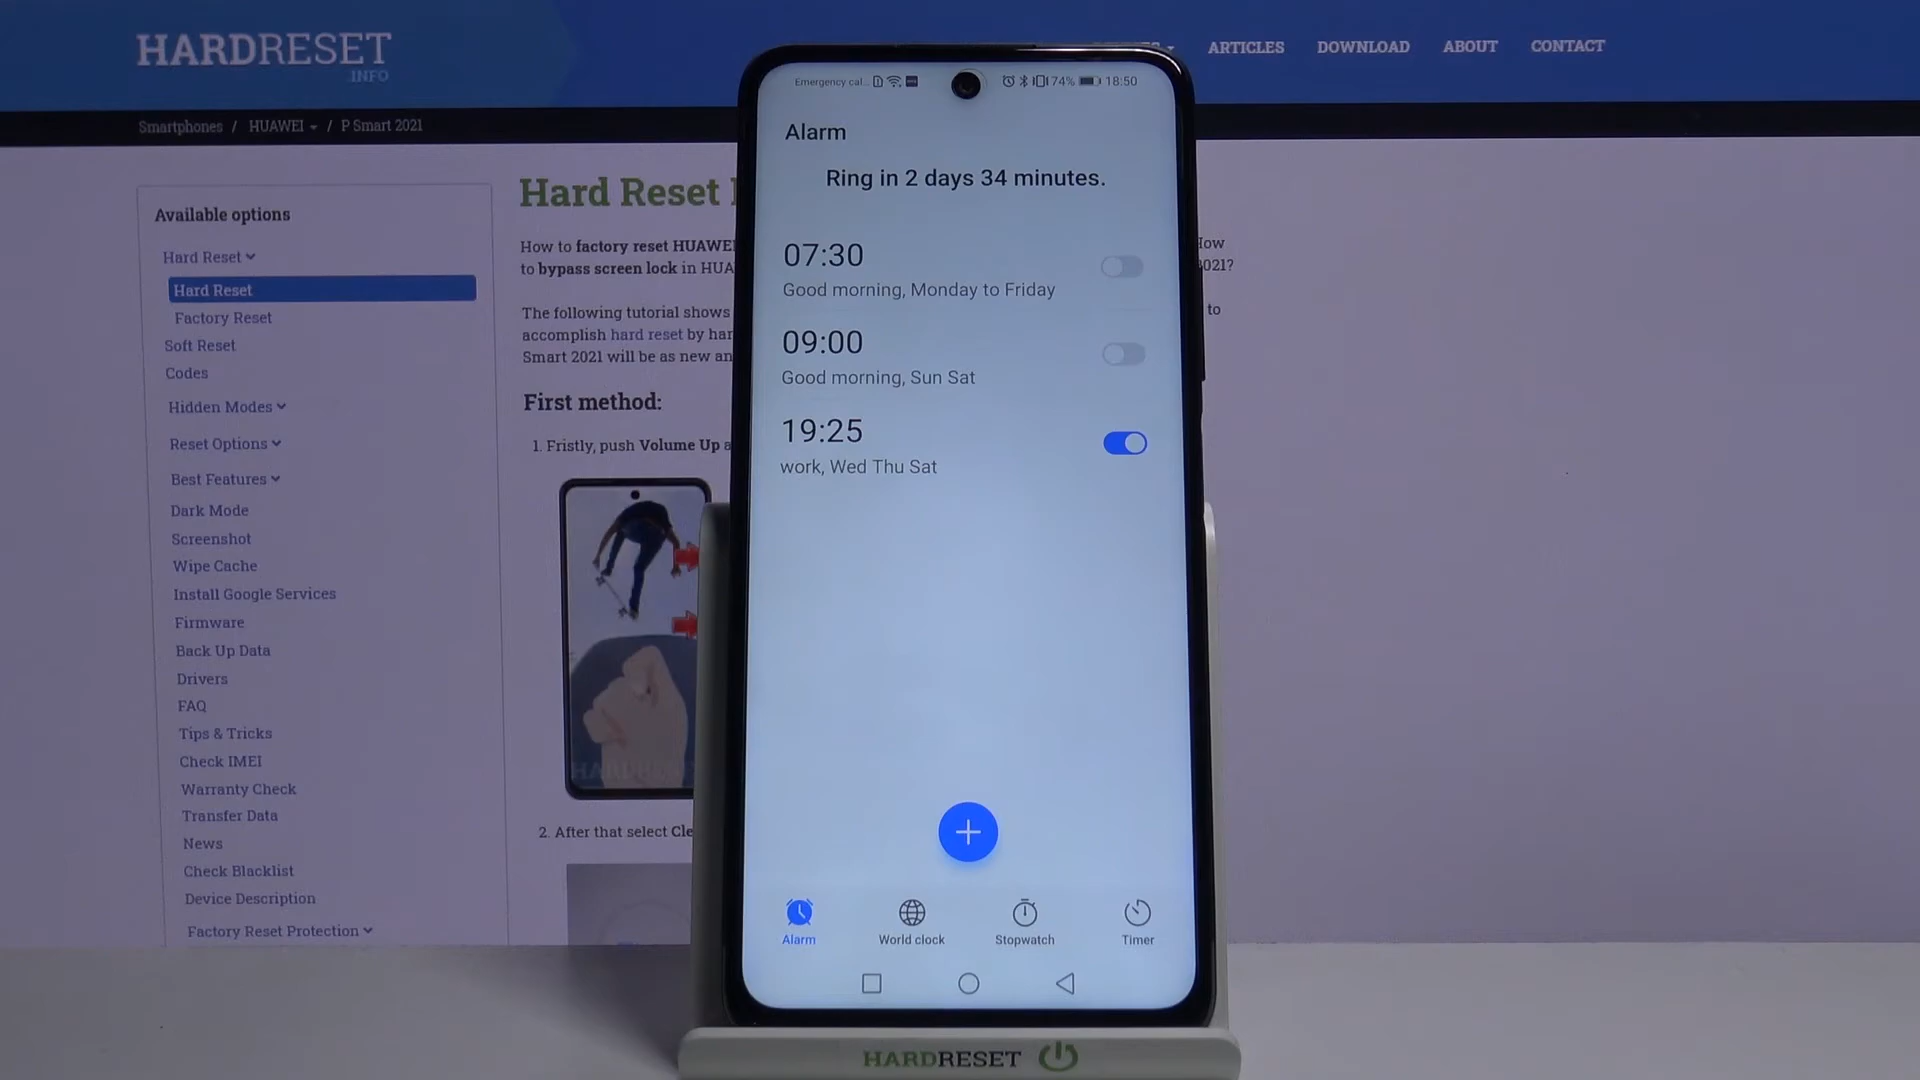 HARDRESET
.INFO
ARTICLES DOWNLOAD ABOUT CONTACT
Smartphones / HUAWEI / P Smart 2021
Available options
Hard Reset
Hard Reset
Factory Reset
Soft Reset
Codes
Hidden Modes
Reset Options
Best Features
Dark Mode
Screenshot
Wipe Cache
Install Google Services
Firmware
Back Up Data
Drivers
FAQ
Tips & Tricks
Check IMEI
Warranty Check
Transfer Data
News
Check Blacklist
Device Description
Factory Reset Protection
Hard Reset
How to factory reset HUAWEI
to bypass screen lock in HUA
The following tutorial shows
accomplish hard reset by har
Smart 2021 will be as new an
First method:
1. Fristly, push Volume Up a
HARDRES
2. After that select Cle
How
2021?
to
Emergency cal... 74% 18:50
Alarm
Ring in 2 days 34 minutes.
07:30
Good morning, Monday to Friday
09:00
Good morning, Sun Sat
19:25
work, Wed Thu Sat
Alarm World clock Stopwatch Timer
HARDRESET